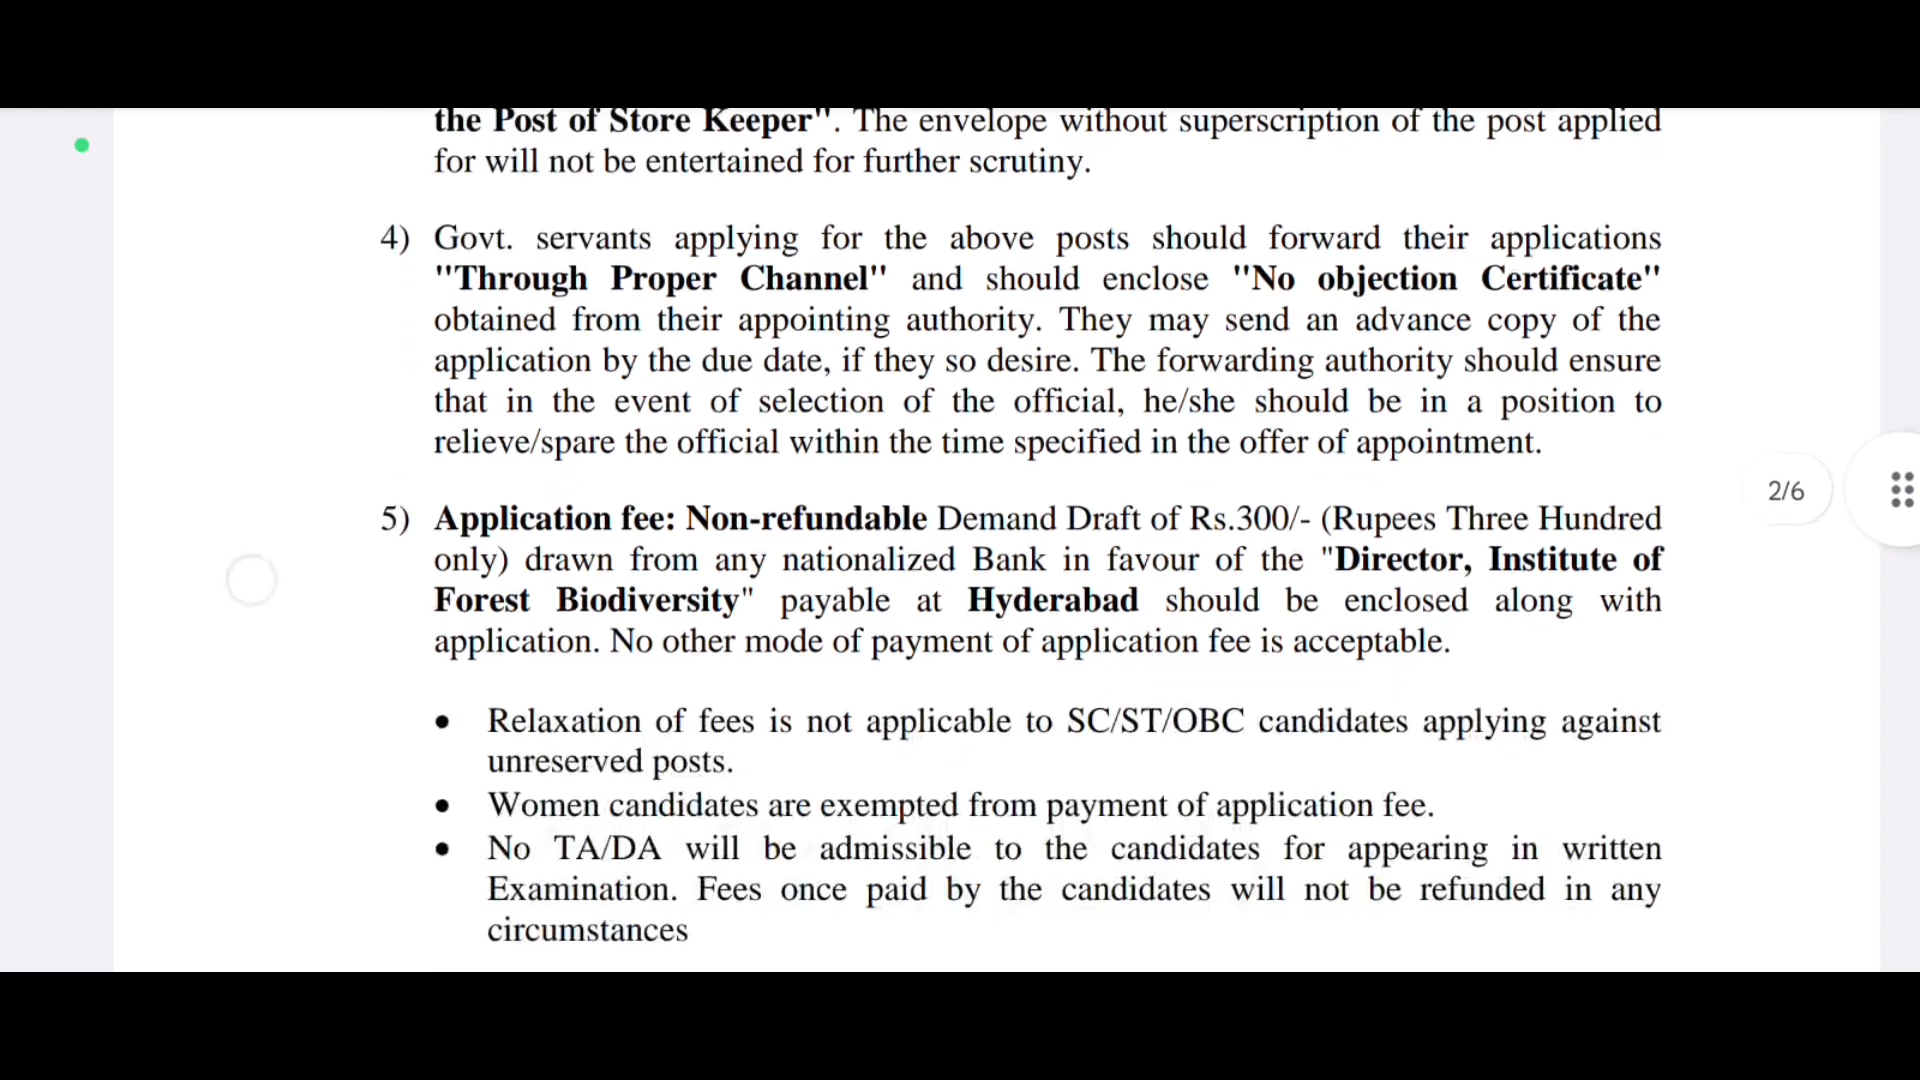 the Post of Store Keeper". The envelope without superscription of the post applied
for will not be entertained for further scrutiny.
4) Govt. servants applying for the above posts should forward their applications
"Through Proper Channel" and should enclose "No objection Certificate"
obtained from their appointing authority. They may send an advance copy of the
application by the due date, if they so desire. The forwarding authority should ensure
that in the event of selection of the official, he/she should be in a position to
relieve/spare the official within the time specified in the offer of appointment.
2/6
5) Application fee: Non-refundable Demand Draft of Rs.300/- (Rupees Three Hundred
only) drawn from any nationalized Bank in favour of the "Director, Institute of
Forest Biodiversity" payable at Hyderabad should be enclosed along with
application. No other mode of payment of application fee is acceptable.
• Relaxation of fees is not applicable to SC/ST/OBC candidates applying against
unreserved posts.
• Women candidates are exempted from payment of application fee.
• No TA/DA will be admissible to the candidates for appearing in written
Examination. Fees once paid by the candidates will not be refunded in any
circumstances